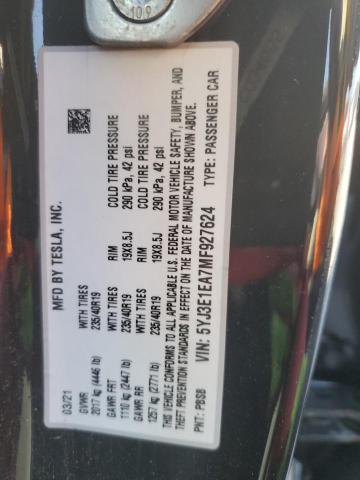 109
MFD BY TESLA, INC.
03/21
GVWR WITH TIRES RIM COLD TIRE PRESSURE
2017 kg (4446 lb) 235/40R19 19X8.5J 290 kPa, 42 psi
GAWR FRT WITH TIRES RIM COLD TIRE PRESSURE
1110 kg (2447 lb) 235/40R19 19X8.5J 290 kPa, 42 psi
GAWR RR WITH TIRES RIM COLD TIRE PRESSURE
1257 kg (2771 lb) 235/40R19 19X8.5J 290 kPa, 42 psi
THIS VEHICLE CONFORMS TO ALL APPLICABLE U.S. FEDERAL MOTOR VEHICLE SAFETY, BUMPER, AND
THEFT PREVENTION STANDARDS IN EFFECT ON THE DATE OF MANUFACTURE SHOWN ABOVE.
VIN: 5YJ3E1EA7MF927624 TYPE: PASSENGER CAR
PNT: PBSB